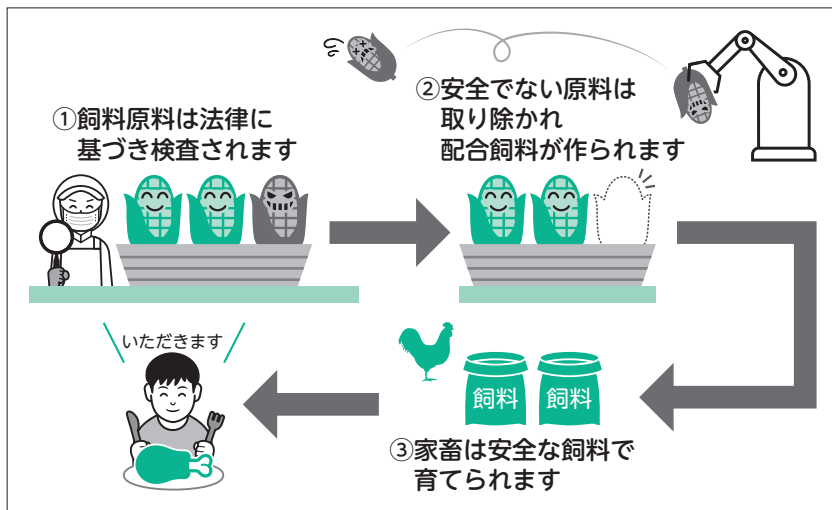 ①飼料原料は法律に
基づき検査されます
②安全でない原料は
取り除かれ
配合飼料が作られます
飼料
飼料
③家畜は安全な飼料で
育てられます
いただきます